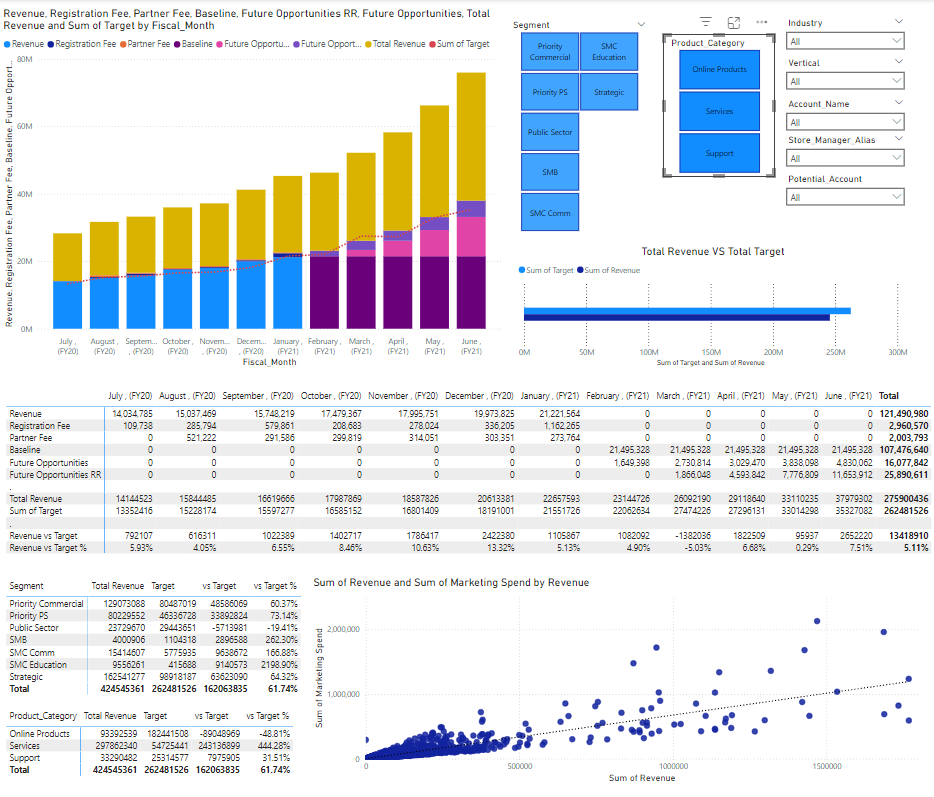 Revenue, Registration Fee, Partner Fee, Baseline, Future Opportunities RR, Future Opportunities, Total
Revenue and Sum of Target by Fiscal_Month
Revenue Registration Fee Partner Fee Baseline Future Opportu... Future Opport... Total Revenue Sum of Target
Revenue, Registration Fee, Partner Fee, Baseline, Future Opport...
80M
60M
40M
20M
0M
July , (FY20) August , (FY20) Septem... , (FY20) October , (FY20) Novem... , (FY20) Decem... , (FY20) January , (FY21) February , (FY21) March , (FY21) April , (FY21) May , (FY21) June , (FY21)
Fiscal_Month
Segment
Priority Commercial
SMC Education
Priority PS
Strategic
Public Sector
SMB
SMC Comm
Product_Category
Online Products
Services
Support
Industry
All
Vertical
All
Account_Name
All
Store_Manager_Alias
All
Potential_Account
All
Total Revenue VS Total Target
Sum of Target Sum of Revenue
0M 50M 100M 150M 200M 250M 300M
Sum of Target and Sum of Revenue
July , (FY20) August , (FY20) September , (FY20) October , (FY20) November , (FY20) December , (FY20) January , (FY21) February , (FY21) March , (FY21) April , (FY21) May , (FY21) June , (FY21) Total
Revenue 14,034,785 15,037,469 15,748,219 17,479,367 17,995,751 19,973,825 21,221,564 0 0 0 0 0 121,490,980
Registration Fee 109,738 285,794 579,861 208,683 278,024 336,205 1,162,265 0 0 0 0 0 2,960,570
Partner Fee 0 521,222 291,586 299,819 314,051 303,351 273,764 0 0 0 0 0 2,003,793
Baseline 0 0 0 0 0 0 0 21,495,328 21,495,328 21,495,328 21,495,328 21,495,328 107,476,640
Future Opportunities 0 0 0 0 0 0 0 1,649,398 2,730,814 3,029,470 3,838,098 4,830,062 16,077,842
Future Opportunities RR 0 0 0 0 0 0 0 0 1,866,048 4,593,842 7,776,809 11,653,912 25,890,611
.
Total Revenue 14144523 15844485 16619666 17987869 18587826 20613381 22657593 23144726 26092190 29118640 33110235 37979302 275900436
Sum of Target 13352416 15228174 15597277 16585152 16801409 18191001 21551726 22062634 27474226 27296131 33014298 35327082 262481526
.
Revenue vs Target 792107 616311 1022389 1402717 1786417 2422380 1105867 1082092 -1382036 1822509 95937 2652220 13418910
Revenue vs Target % 5.93% 4.05% 6.55% 8.46% 10.63% 13.32% 5.13% 4.90% -5.03% 6.68% 0.29% 7.51% 5.11%
Segment Total Revenue Target vs Target vs Target %
Priority Commercial 129073088 80487019 48586069 60.37%
Priority PS 80229552 46336728 33892824 73.14%
Public Sector 23729670 29443651 -5713981 -19.41%
SMB 4000906 1104318 2896588 262.30%
SMC Comm 15414607 5775935 9638672 166.88%
SMC Education 9556261 415688 9140573 2198.90%
Strategic 162541277 98918187 63623090 64.32%
Total 424545361 262481526 162063835 61.74%
Product_Category Total Revenue Target vs Target vs Target %
Online Products 93392539 182441508 -89048969 -48.81%
Services 297862340 54725441 243136899 444.28%
Support 33290482 25314577 7975905 31.51%
Total 424545361 262481526 162063835 61.74%
Sum of Revenue and Sum of Marketing Spend by Revenue
Sum of Marketing Spend
2,000,000
1,000,000
0
0 500000 1000000 1500000
Sum of Revenue